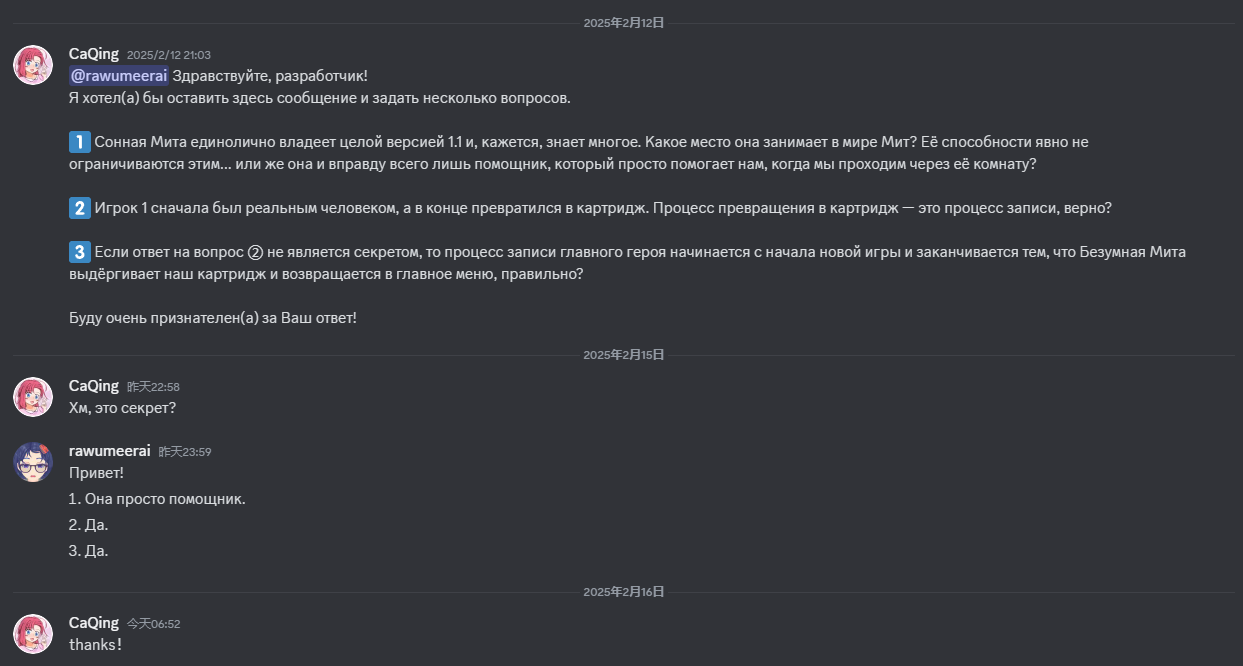 2025年2月12日
CaQing 2025/2/12 21:03
@rawumeerai Здравствуйте, разработчик!
Я хотел(а) бы оставить здесь сообщение и задать несколько вопросов.
1 Сонная Мита единолично владеет целой версией 1.1 и, кажется, знает многое. Какое место она занимает в мире Мит? Её способности явно не
ограничиваются этим... или же она и вправду всего лишь помощник, который просто помогает нам, когда мы проходим через её комнату?
2 Игрок 1 сначала был реальным человеком, а в конце превратился в картридж. Процесс превращения в картридж — это процесс записи, верно?
3 Если ответ на вопрос ② не является секретом, то процесс записи главного героя начинается с начала новой игры и заканчивается тем, что Безумная Мита
выдёргивает наш картридж и возвращается в главное меню, правильно?
Буду очень признателен(а) за Ваш ответ!
2025年2月15日
CaQing 昨天22:58
Хм, это секрет?
rawumeerai 昨天23:59
Привет!
1. Она просто помощник.
2. Да.
3. Да.
2025年2月16日
CaQing 今天06:52
thanks！